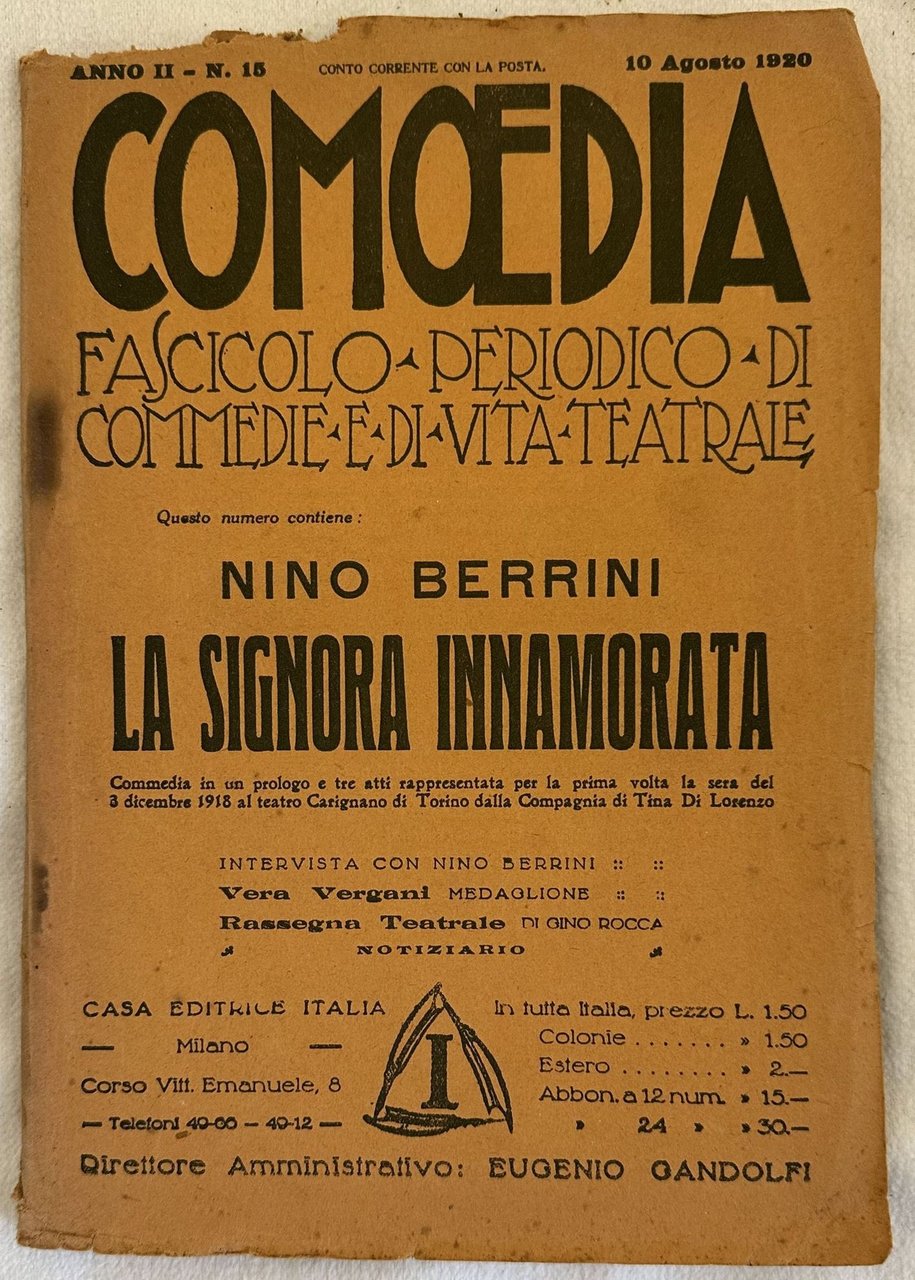 ANNO II - N. 15 CONTO CORRENTE CON LA POSTA. 10 Agosto 1920
COMŒDIA
FASCICOLO PERIODICO DI
COMMEDIE E DI VITA TEATRALE
Questo numero contiene :
NINO BERRINI
LA SIGNORA INNAMORATA
Commedia in un prologo e tre atti rappresentata per la prima volta la sera del
3 dicembre 1918 al teatro Carignano di Torino dalla Compagnia di Tina Di Lorenzo
INTERVISTA CON NINO BERRINI :: ::
Vera Vergani MEDAGLIONE :: ::
Rassegna Teatrale DI GINO ROCCA
NOTIZIARIO
CASA EDITRICE ITALIA
— Milano —
Corso Vitt. Emanuele, 8
— Telefoni 40-66 — 40-12 —
I
In tutta Italia, prezzo L. 1.50
Colonie . . . . . . . » 1.50
Estero . . . . . . . . » 2.—
Abbon. a 12 num. » 15.—
» 24 » » 30.—
Direttore Amministrativo: EUGENIO GANDOLFI